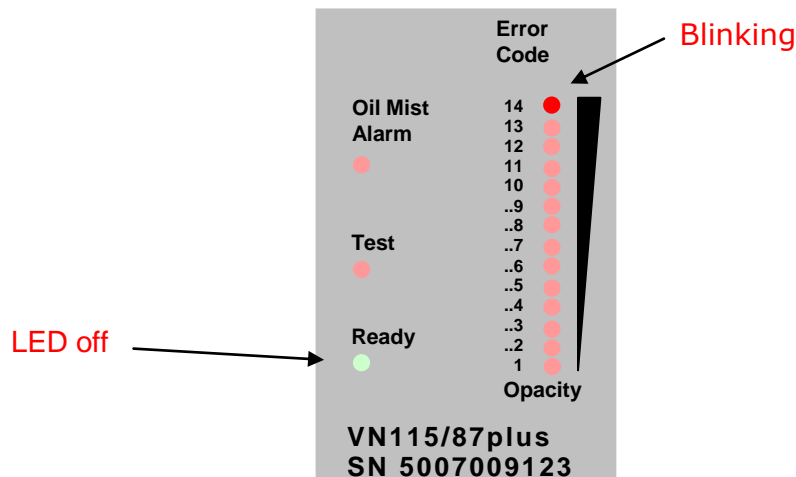 Error
Code
Blinking
Oil Mist
Alarm
14
13
12
11
10
..9
..8
Test
..7
..6
..5
..4
..3
Ready
..2
1
LED off
Opacity
VN115/87plus
SN 5007009123